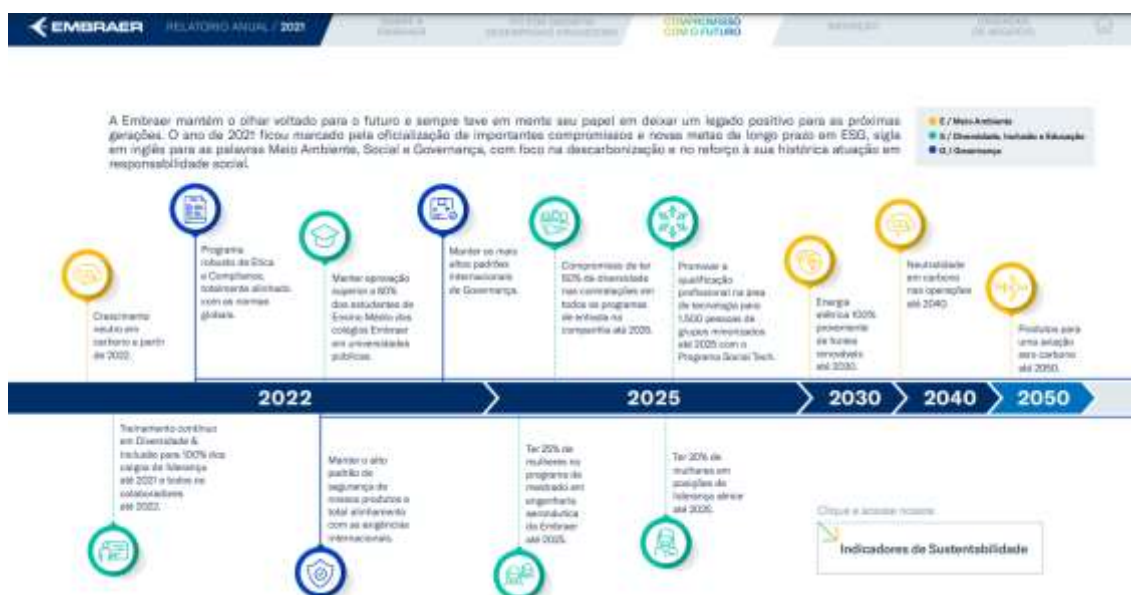 EMBRAER
RELATÓRIO ANUAL / 2021
COMPROMISSO
COM O FUTURO
A Embraer mantém o olhar voltado para o futuro e sempre teve em mente seu papel em deixar um legado positivo para as próximas
gerações. O ano de 2021 ficou marcado pela oficialização de importantes compromissos e novas metas de longo prazo em ESG, sigla
em inglês para as palavras Meio Ambiente, Social e Governança, com foco na descarbonização e no reforço à sua histórica atuação em
responsabilidade social.
E / Meio Ambiente
S / Diversidade, Inclusão e Educação
G / Governança
Crescimento
neutro em
carbono a partir
de 2022.
Programa
robusto de Ética
e Compliance,
totalmente alinhado
com as normas
globais.
Manter aprovação
superior a 80%
dos estudantes de
Ensino Médio dos
colégios Embraer
em universidades
públicas.
Manter os mais
altos padrões
internacionais
de Governança.
Compromisso de ter
50% de diversidade
nas contratações em
todos os programas
de entrada na
companhia até 2025.
Promover a
qualificação
profissional na área
de tecnologia para
1.500 pessoas de
grupos minorizados
até 2025 com o
Programa Social Tech.
Energia
elétrica 100%
proveniente
de fontes
renováveis
até 2030.
Neutralidade
em carbono
nas operações
até 2040.
Produtos para
uma aviação
zero carbono
até 2050.
2022
2025
2030
2040
2050
Treinamento contínuo
em Diversidade &
Inclusão para 100% dos
cargos de liderança
até 2021 e todos os
colaboradores
até 2022.
Manter o alto
padrão de
segurança de
nossos produtos e
total alinhamento
com as exigências
internacionais.
Ter 25% de
mulheres no
programa de
mestrado em
engenharia
aeronáutica
da Embraer
até 2025.
Ter 20% de
mulheres em
posições de
liderança sênior
até 2025.
Clique e acesse nossos
Indicadores de Sustentabilidade